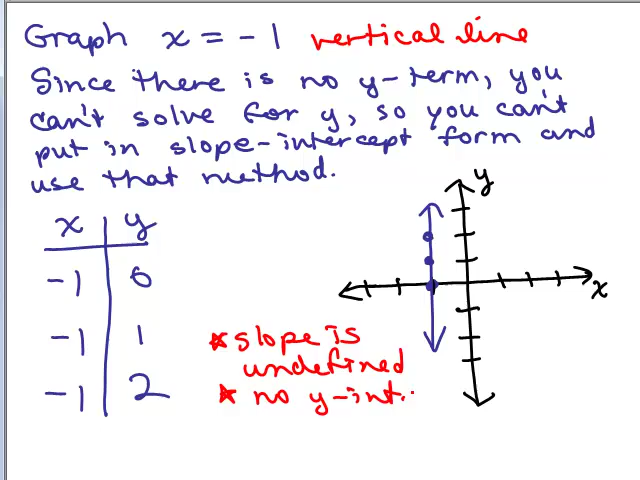 Graph x = -1 vertical line
Since there is no y-term, you
can't solve for y, so you can't
put in slope-intercept form and
use that method.
y
x y
-1 0
x
-1 1
* slope is
undefined
-1 2
* no y-int.